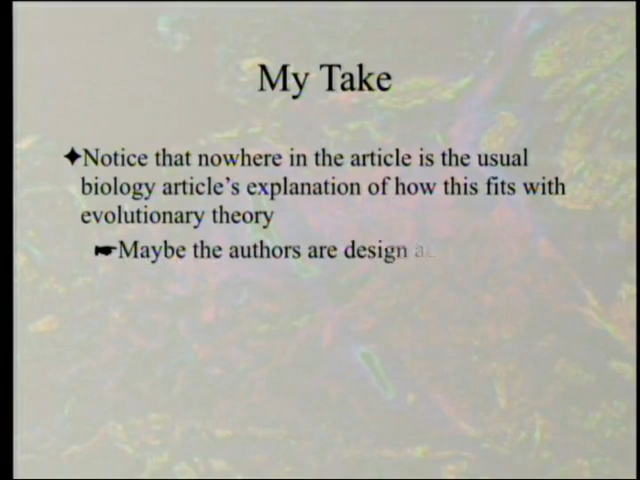 My Take
Notice that nowhere in the article is the usual
biology article's explanation of how this fits with
evolutionary theory
Maybe the authors are design